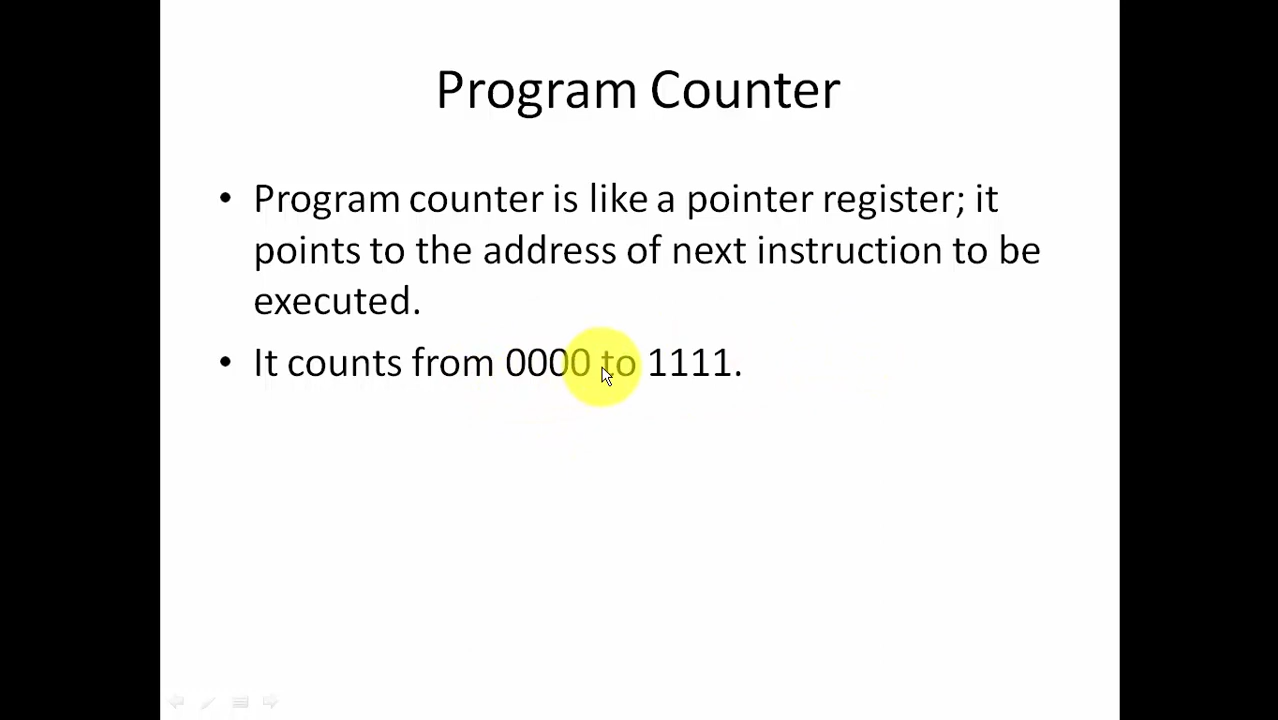 Program Counter
• Program counter is like a pointer register; it
points to the address of next instruction to be
executed.
• It counts from 0000 to 1111.